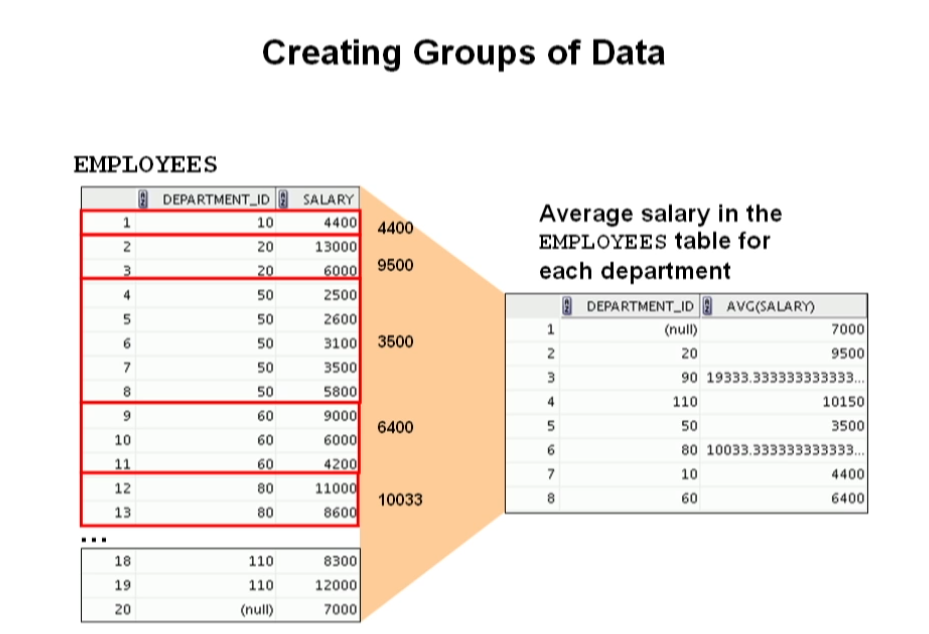 Creating Groups of Data
EMPLOYEES
DEPARTMENT_ID SALARY
1 10 4400
2 20 13000
3 20 6000
4 50 2500
5 50 2600
6 50 3100
7 50 3500
8 50 5800
9 60 9000
10 60 6000
11 60 4200
12 80 11000
13 80 8600
...
18 110 8300
19 110 12000
20 (null) 7000
4400
9500
3500
6400
10033
Average salary in the
EMPLOYEES table for
each department
DEPARTMENT_ID AVG(SALARY)
1 (null) 7000
2 20 9500
3 90 19333.333333333333...
4 110 10150
5 50 3500
6 80 10033.333333333333...
7 10 4400
8 60 6400